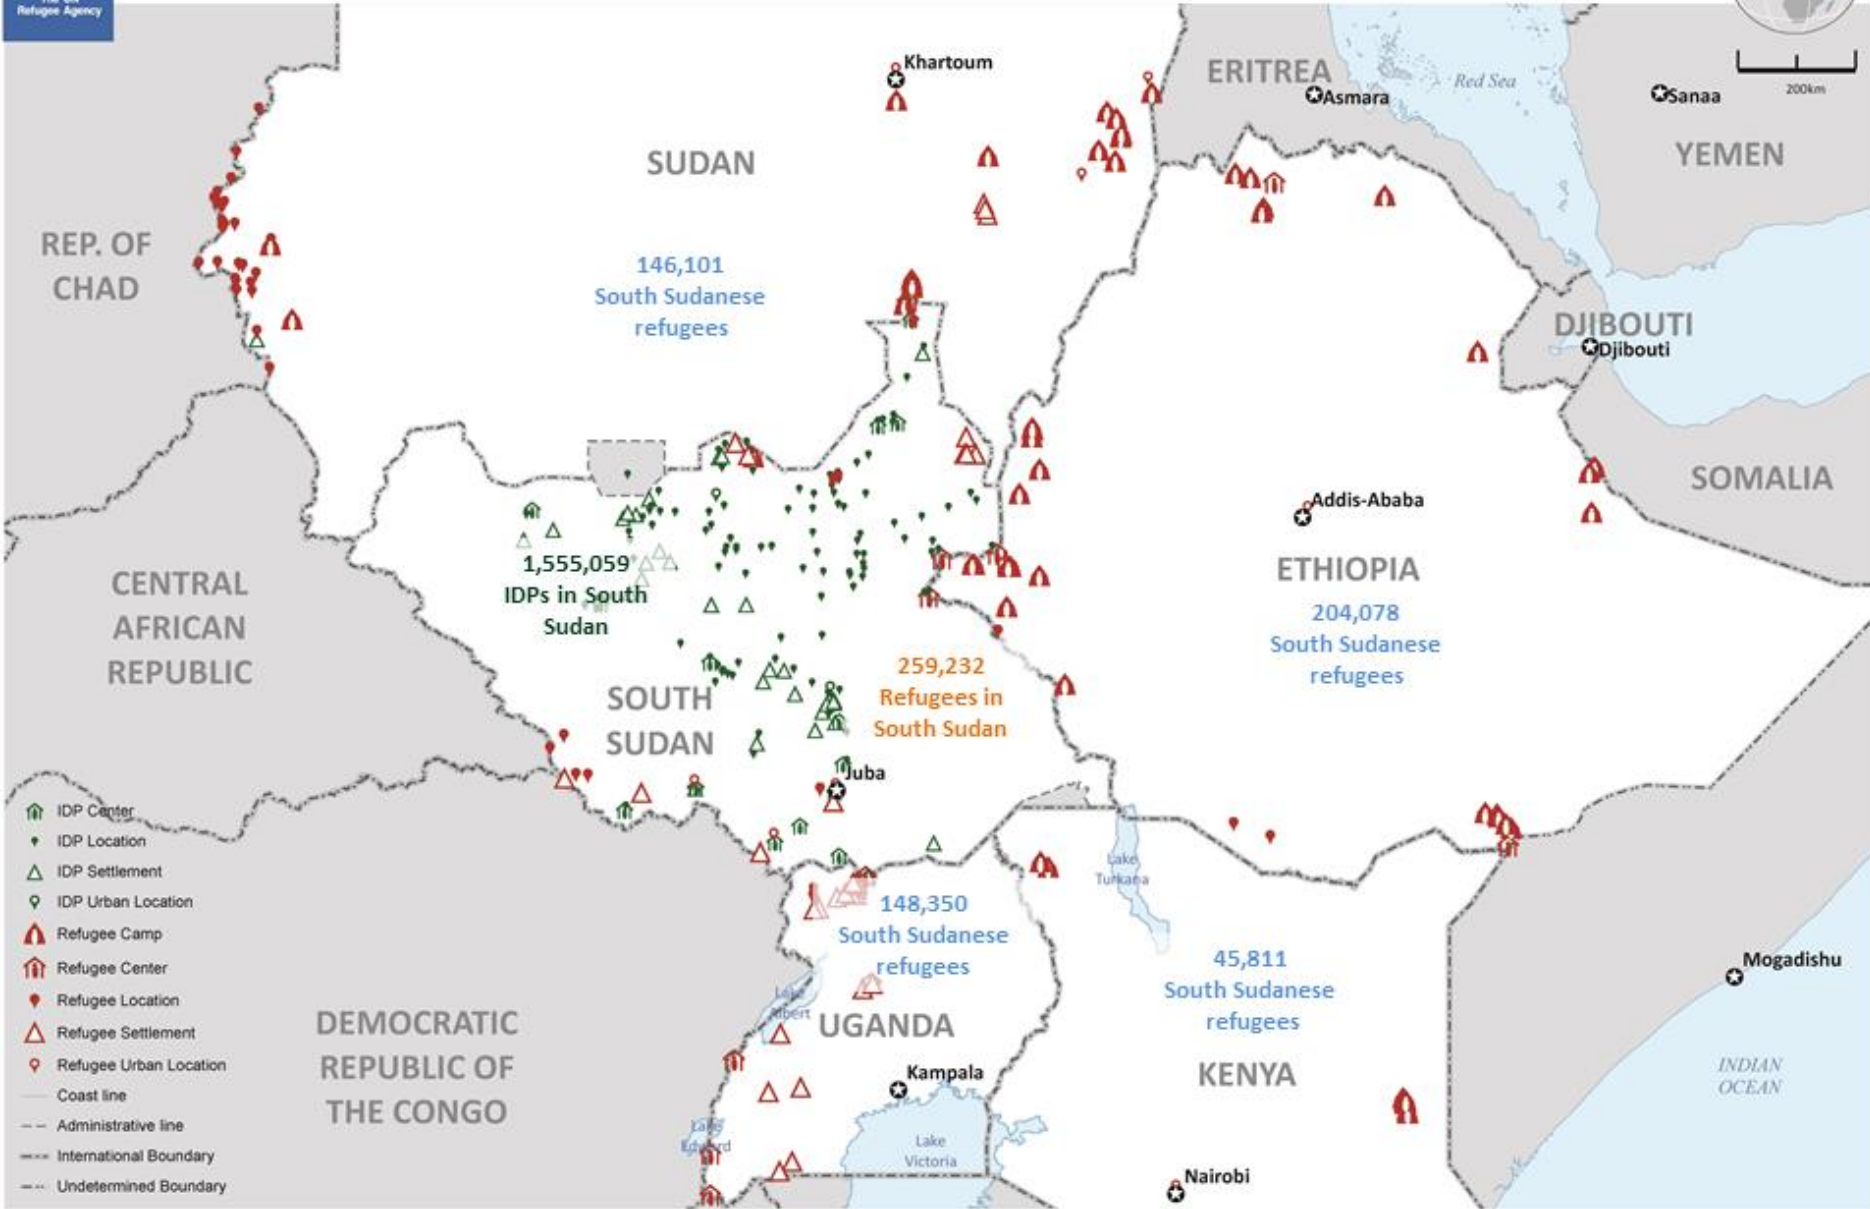 Refugee Agency
Khartoum
ERITREA
Asmara
Red Sea
Sanaa
200km
YEMEN
SUDAN
REP. OF
CHAD
146,101
South Sudanese
refugees
DJIBOUTI
Djibouti
SOMALIA
Addis-Ababa
ETHIOPIA
204,078
South Sudanese
refugees
CENTRAL
AFRICAN
REPUBLIC
1,555,059
IDPs in South
Sudan
259,232
Refugees in
South Sudan
SOUTH
SUDAN
Juba
IDP Center
IDP Location
IDP Settlement
IDP Urban Location
Refugee Camp
Refugee Center
Refugee Location
Refugee Settlement
Refugee Urban Location
Coast line
Administrative line
International Boundary
Undetermined Boundary
DEMOCRATIC
REPUBLIC OF
THE CONGO
148,350
South Sudanese
refugees
Lake
Albert
UGANDA
Kampala
Lake
Edward
Lake
Victoria
Lake
Turkana
45,811
South Sudanese
refugees
KENYA
Nairobi
Mogadishu
INDIAN
OCEAN